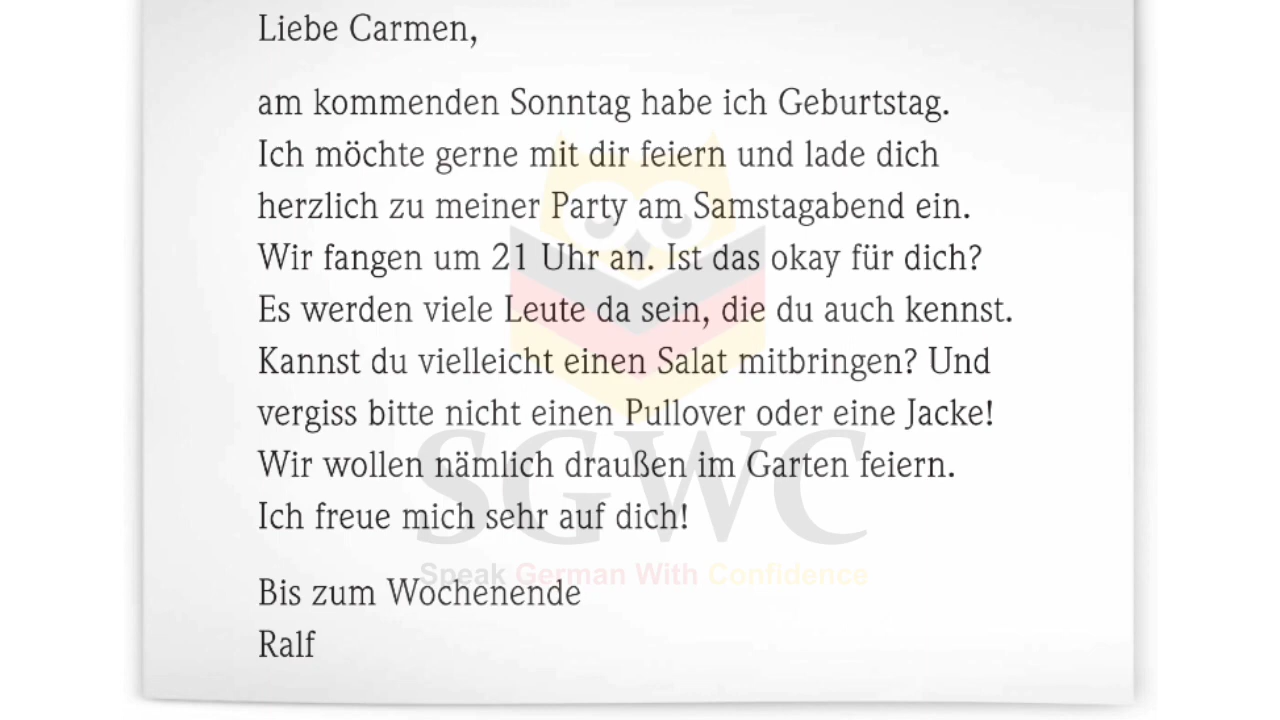 Liebe Carmen,
am kommenden Sonntag habe ich Geburtstag.
Ich möchte gerne mit dir feiern und lade dich
herzlich zu meiner Party am Samstagabend ein.
Wir fangen um 21 Uhr an. Ist das okay für dich?
Es werden viele Leute da sein, die du auch kennst.
Kannst du vielleicht einen Salat mitbringen? Und
vergiss bitte nicht einen Pullover oder eine Jacke!
Wir wollen nämlich draußen im Garten feiern.
Ich freue mich sehr auf dich!
SGWC
Speak German With Confidence
Bis zum Wochenende
Ralf